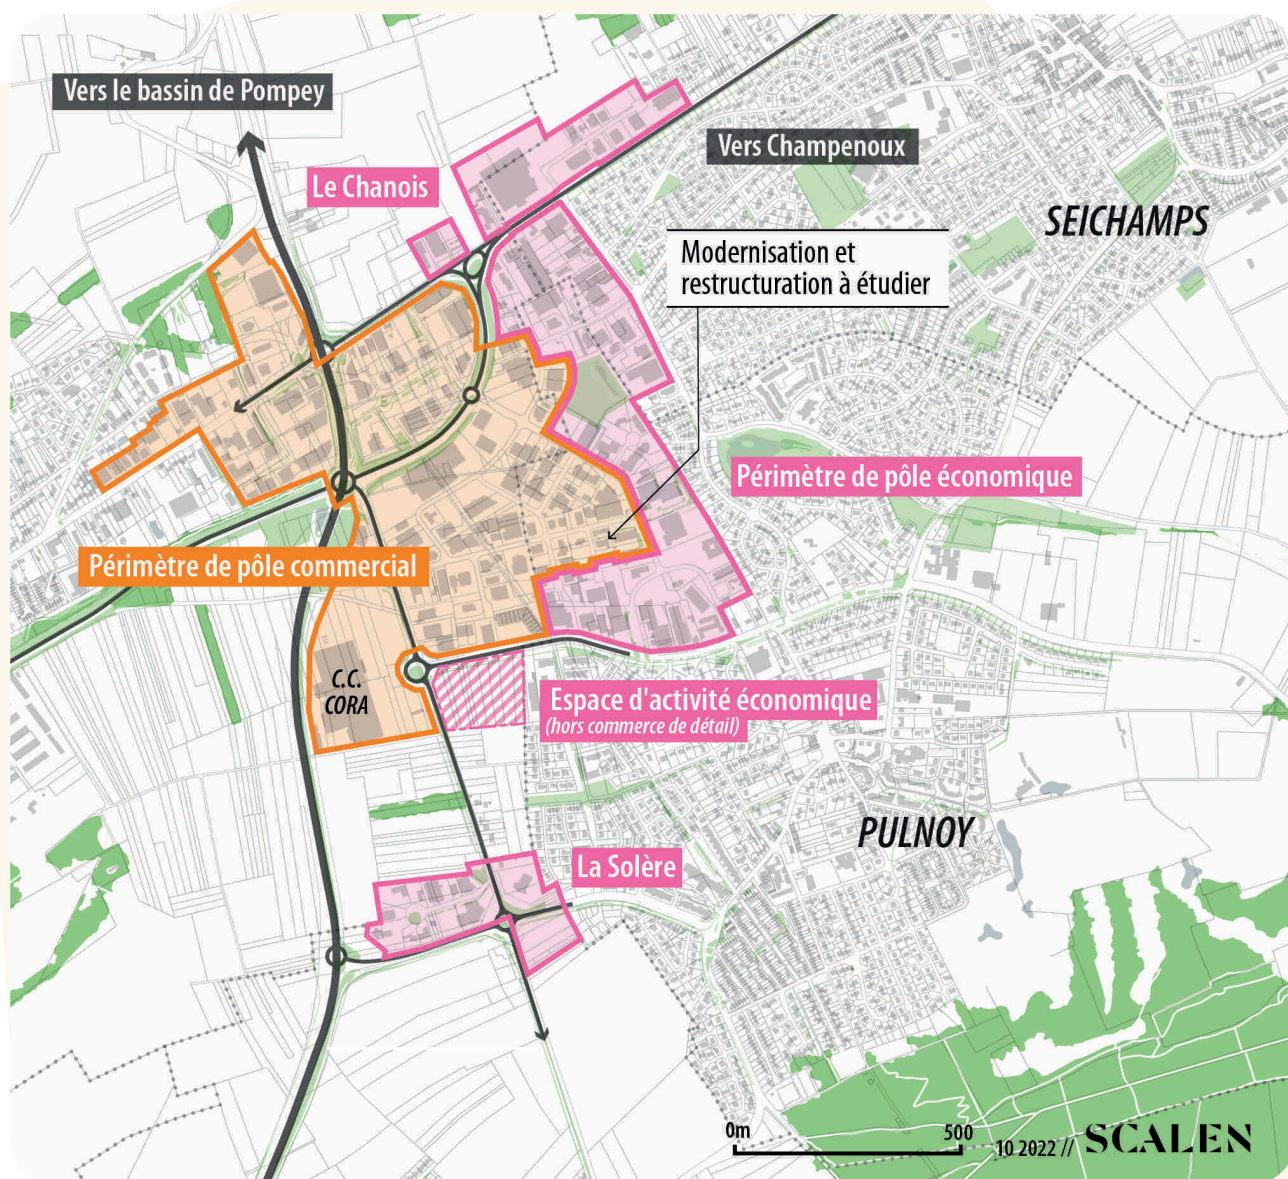 Vers le bassin de Pompey
Vers Champenoux
Le Chanois
SEICHAMPS
Modernisation et
restructuration à étudier
Périmètre de pôle économique
Périmètre de pôle commercial
C.C.
CORA
Espace d'activité économique
(hors commerce de détail)
PULNOY
La Solère
0m
500
10 2022 // SCALEN